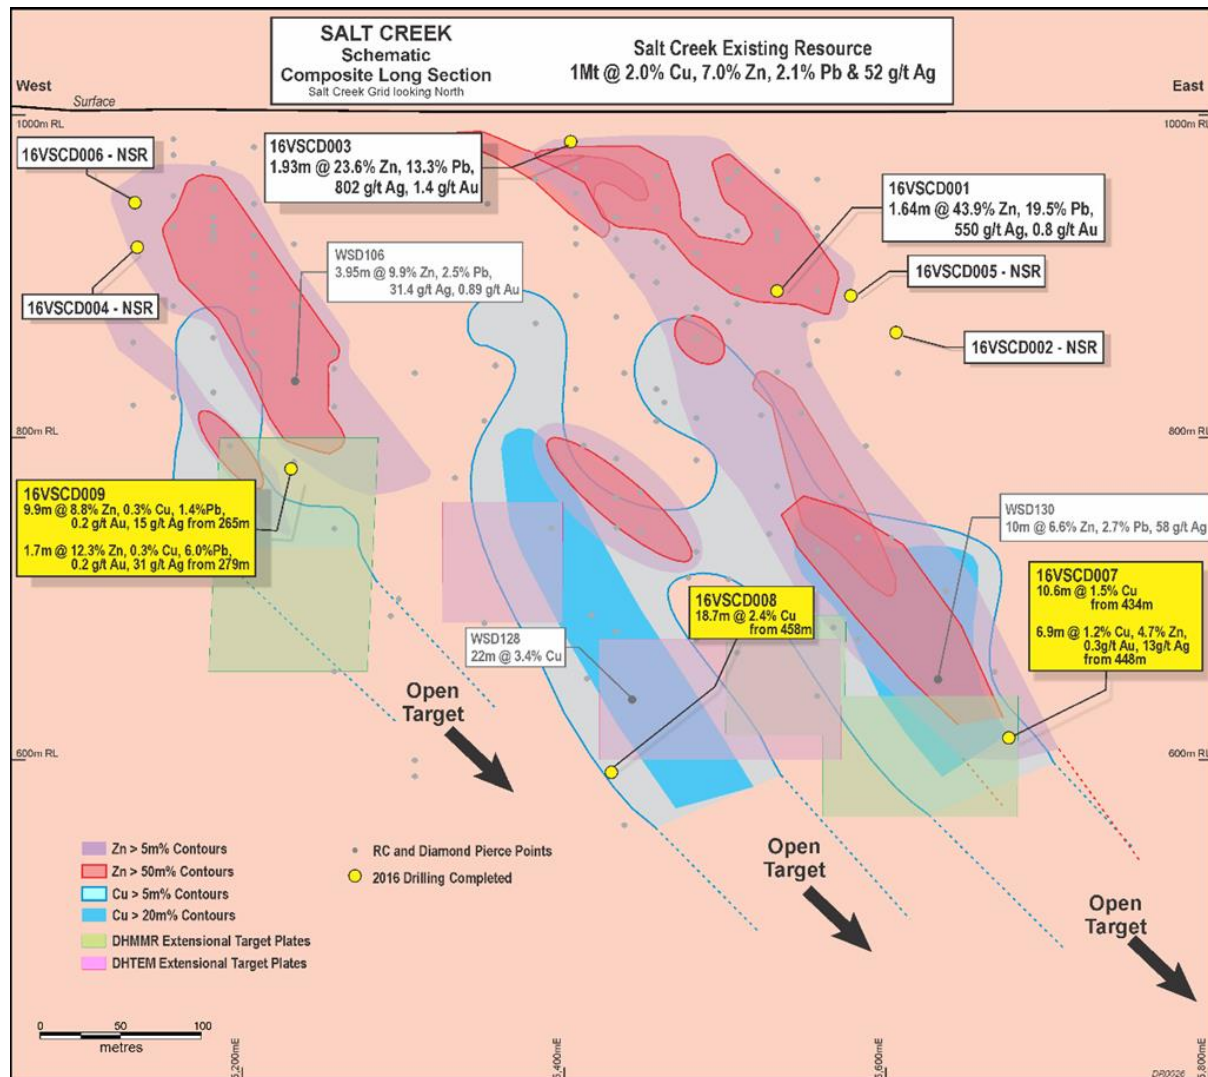 SALT CREEK
Schematic
Composite Long Section
Salt Creek Grid looking North
Salt Creek Existing Resource
1Mt @ 2.0% Cu, 7.0% Zn, 2.1% Pb & 52 g/t Ag
West
East
Surface
1000m RL
1000m RL
16VSCD006 - NSR
16VSCD003
1.93m @ 23.6% Zn, 13.3% Pb,
802 g/t Ag, 1.4 g/t Au
16VSCD001
1.64m @ 43.9% Zn, 19.5% Pb,
550 g/t Ag, 0.8 g/t Au
WSD106
3.95m @ 9.9% Zn, 2.5% Pb,
31.4 g/t Ag, 0.89 g/t Au
16VSCD005 - NSR
16VSCD004 - NSR
16VSCD002 - NSR
800m RL
800m RL
16VSCD009
9.9m @ 8.8% Zn, 0.3% Cu, 1.4%Pb,
0.2 g/t Au, 15 g/t Ag from 265m
1.7m @ 12.3% Zn, 0.3% Cu, 6.0%Pb,
0.2 g/t Au, 31 g/t Ag from 279m
WSD130
10m @ 6.6% Zn, 2.7% Pb, 58 g/t Ag
16VSCD007
10.6m @ 1.5% Cu
from 434m
6.9m @ 1.2% Cu, 4.7% Zn,
0.3g/t Au, 13g/t Ag
from 448m
16VSCD008
18.7m @ 2.4% Cu
from 458m
WSD128
22m @ 3.4% Cu
Open
Target
600m RL
600m RL
Zn > 5m% Contours
Zn > 50m% Contours
Cu > 5m% Contours
Cu > 20m% Contours
DHMMR Extensional Target Plates
DHTEM Extensional Target Plates
RC and Diamond Pierce Points
2016 Drilling Completed
Open
Target
Open
Target
0 50 100
metres
5,200mE
5,400mE
5,600mE
5,800mE
DR0026